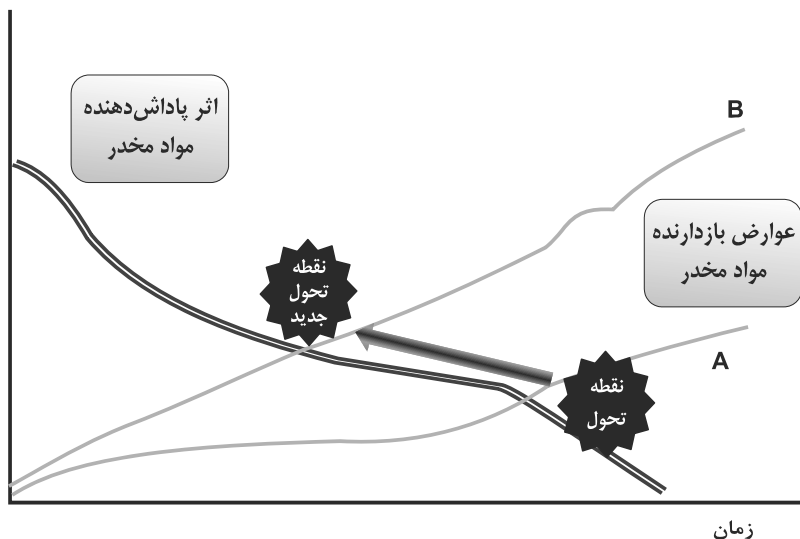 اثر پاداش‌دهنده
مواد مخدر
B
عوارض بازدارنده
مواد مخدر
نقطه
تحول
جدید
A
نقطه
تحول
زمان